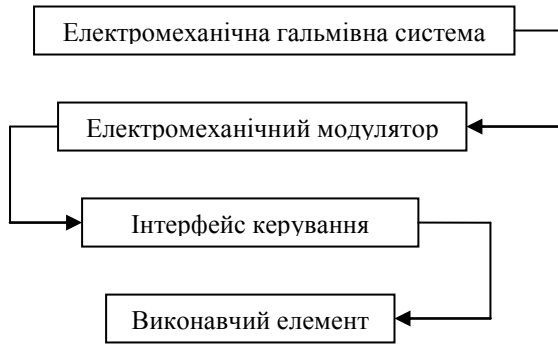 Електромеханічна гальмівна система
Електромеханічний модулятор
Інтерфейс керування
Виконавчий елемент